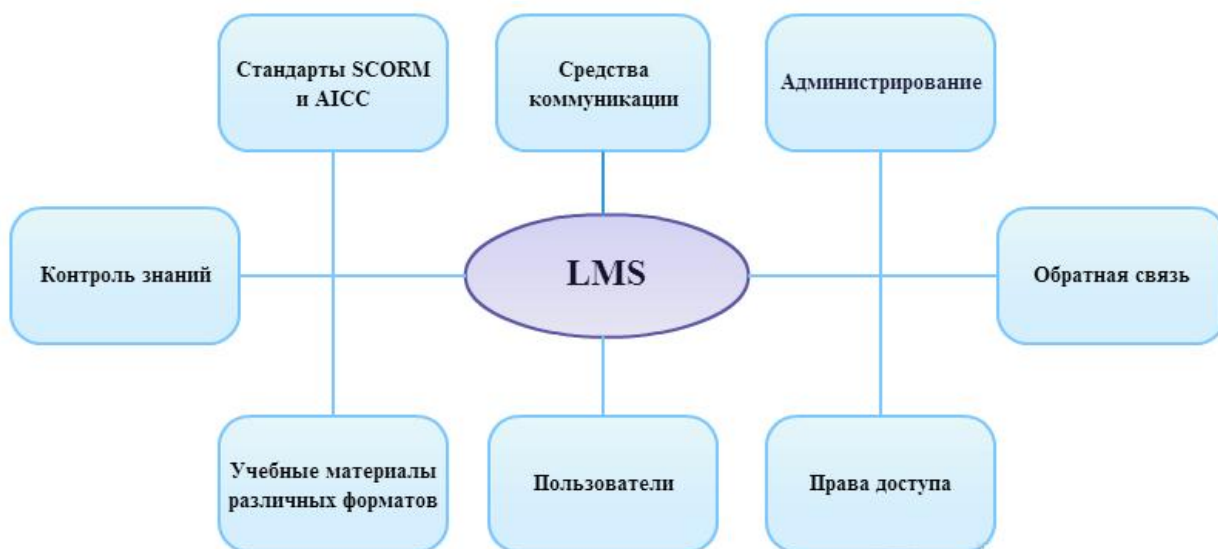 Стандарты SCORM
и AICC
Средства
коммуникации
Администрирование
Контроль знаний
LMS
Обратная связь
Учебные материалы
различных форматов
Пользователи
Права доступа